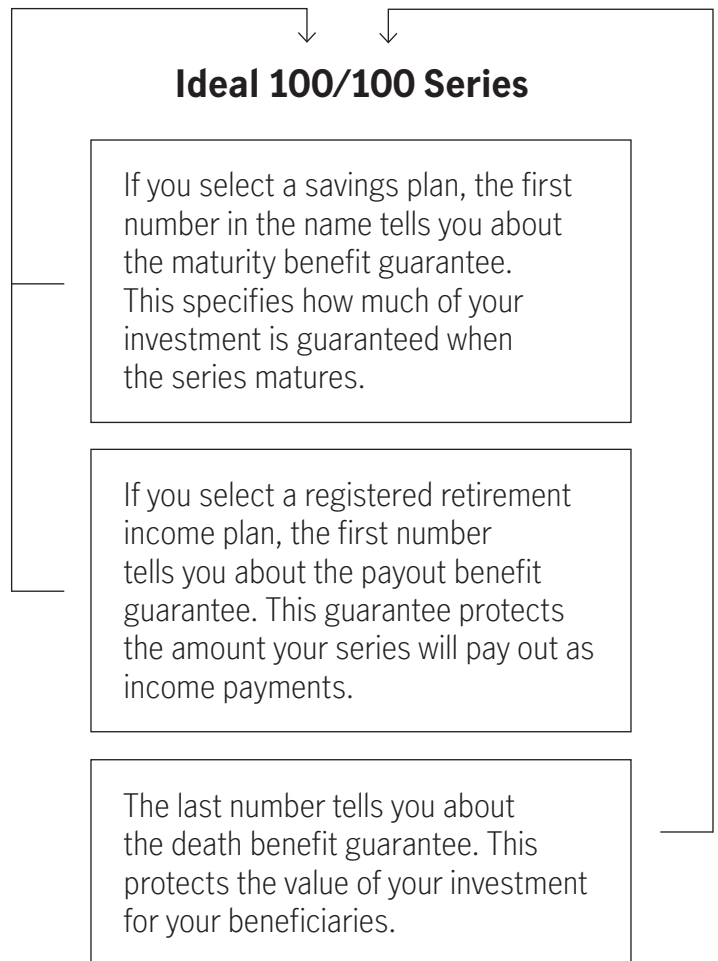 Ideal 100/100 Series
If you select a savings plan, the first
number in the name tells you about
the maturity benefit guarantee.
This specifies how much of your
investment is guaranteed when
the series matures.
If you select a registered retirement
income plan, the first number
tells you about the payout benefit
guarantee. This guarantee protects
the amount your series will pay out as
income payments.
The last number tells you about
the death benefit guarantee. This
protects the value of your investment
for your beneficiaries.